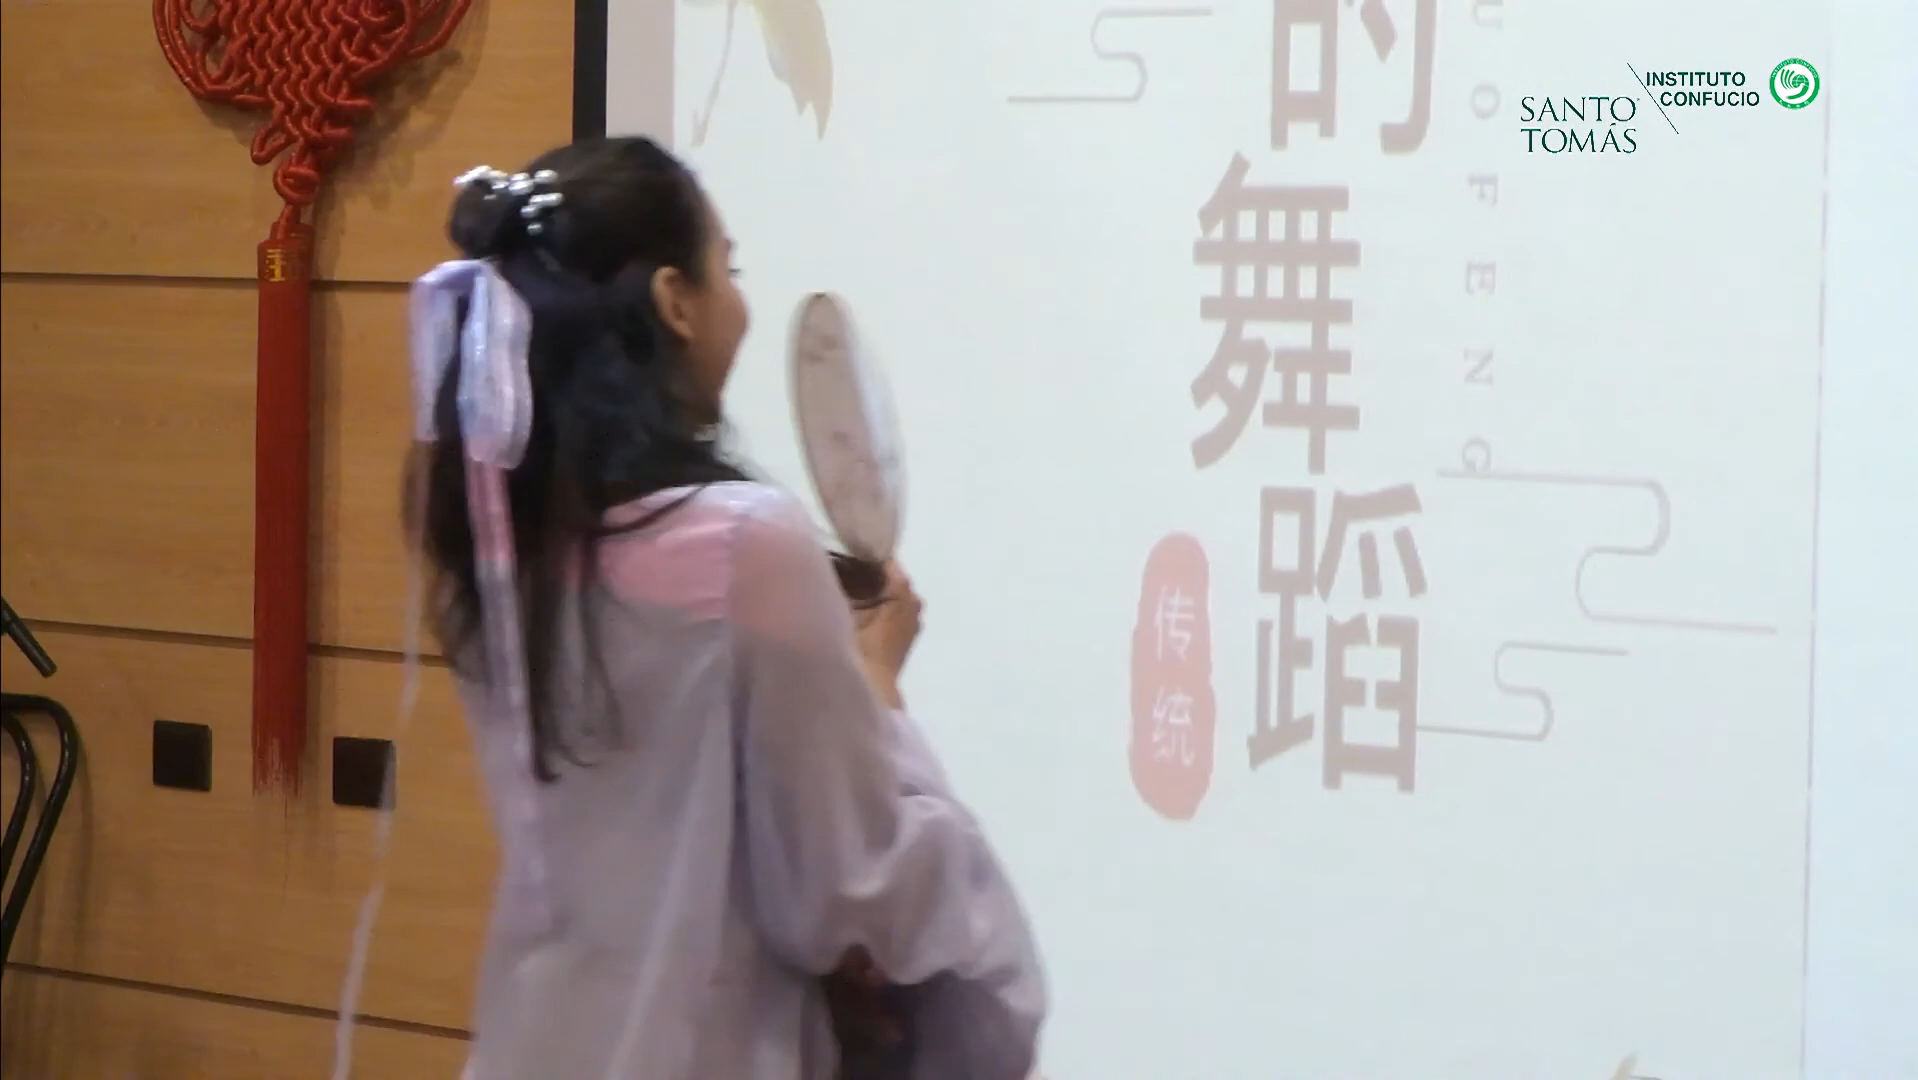 的舞蹈
UOFENG
传统
SANTO
TOMÁS
INSTITUTO
CONFUCIO